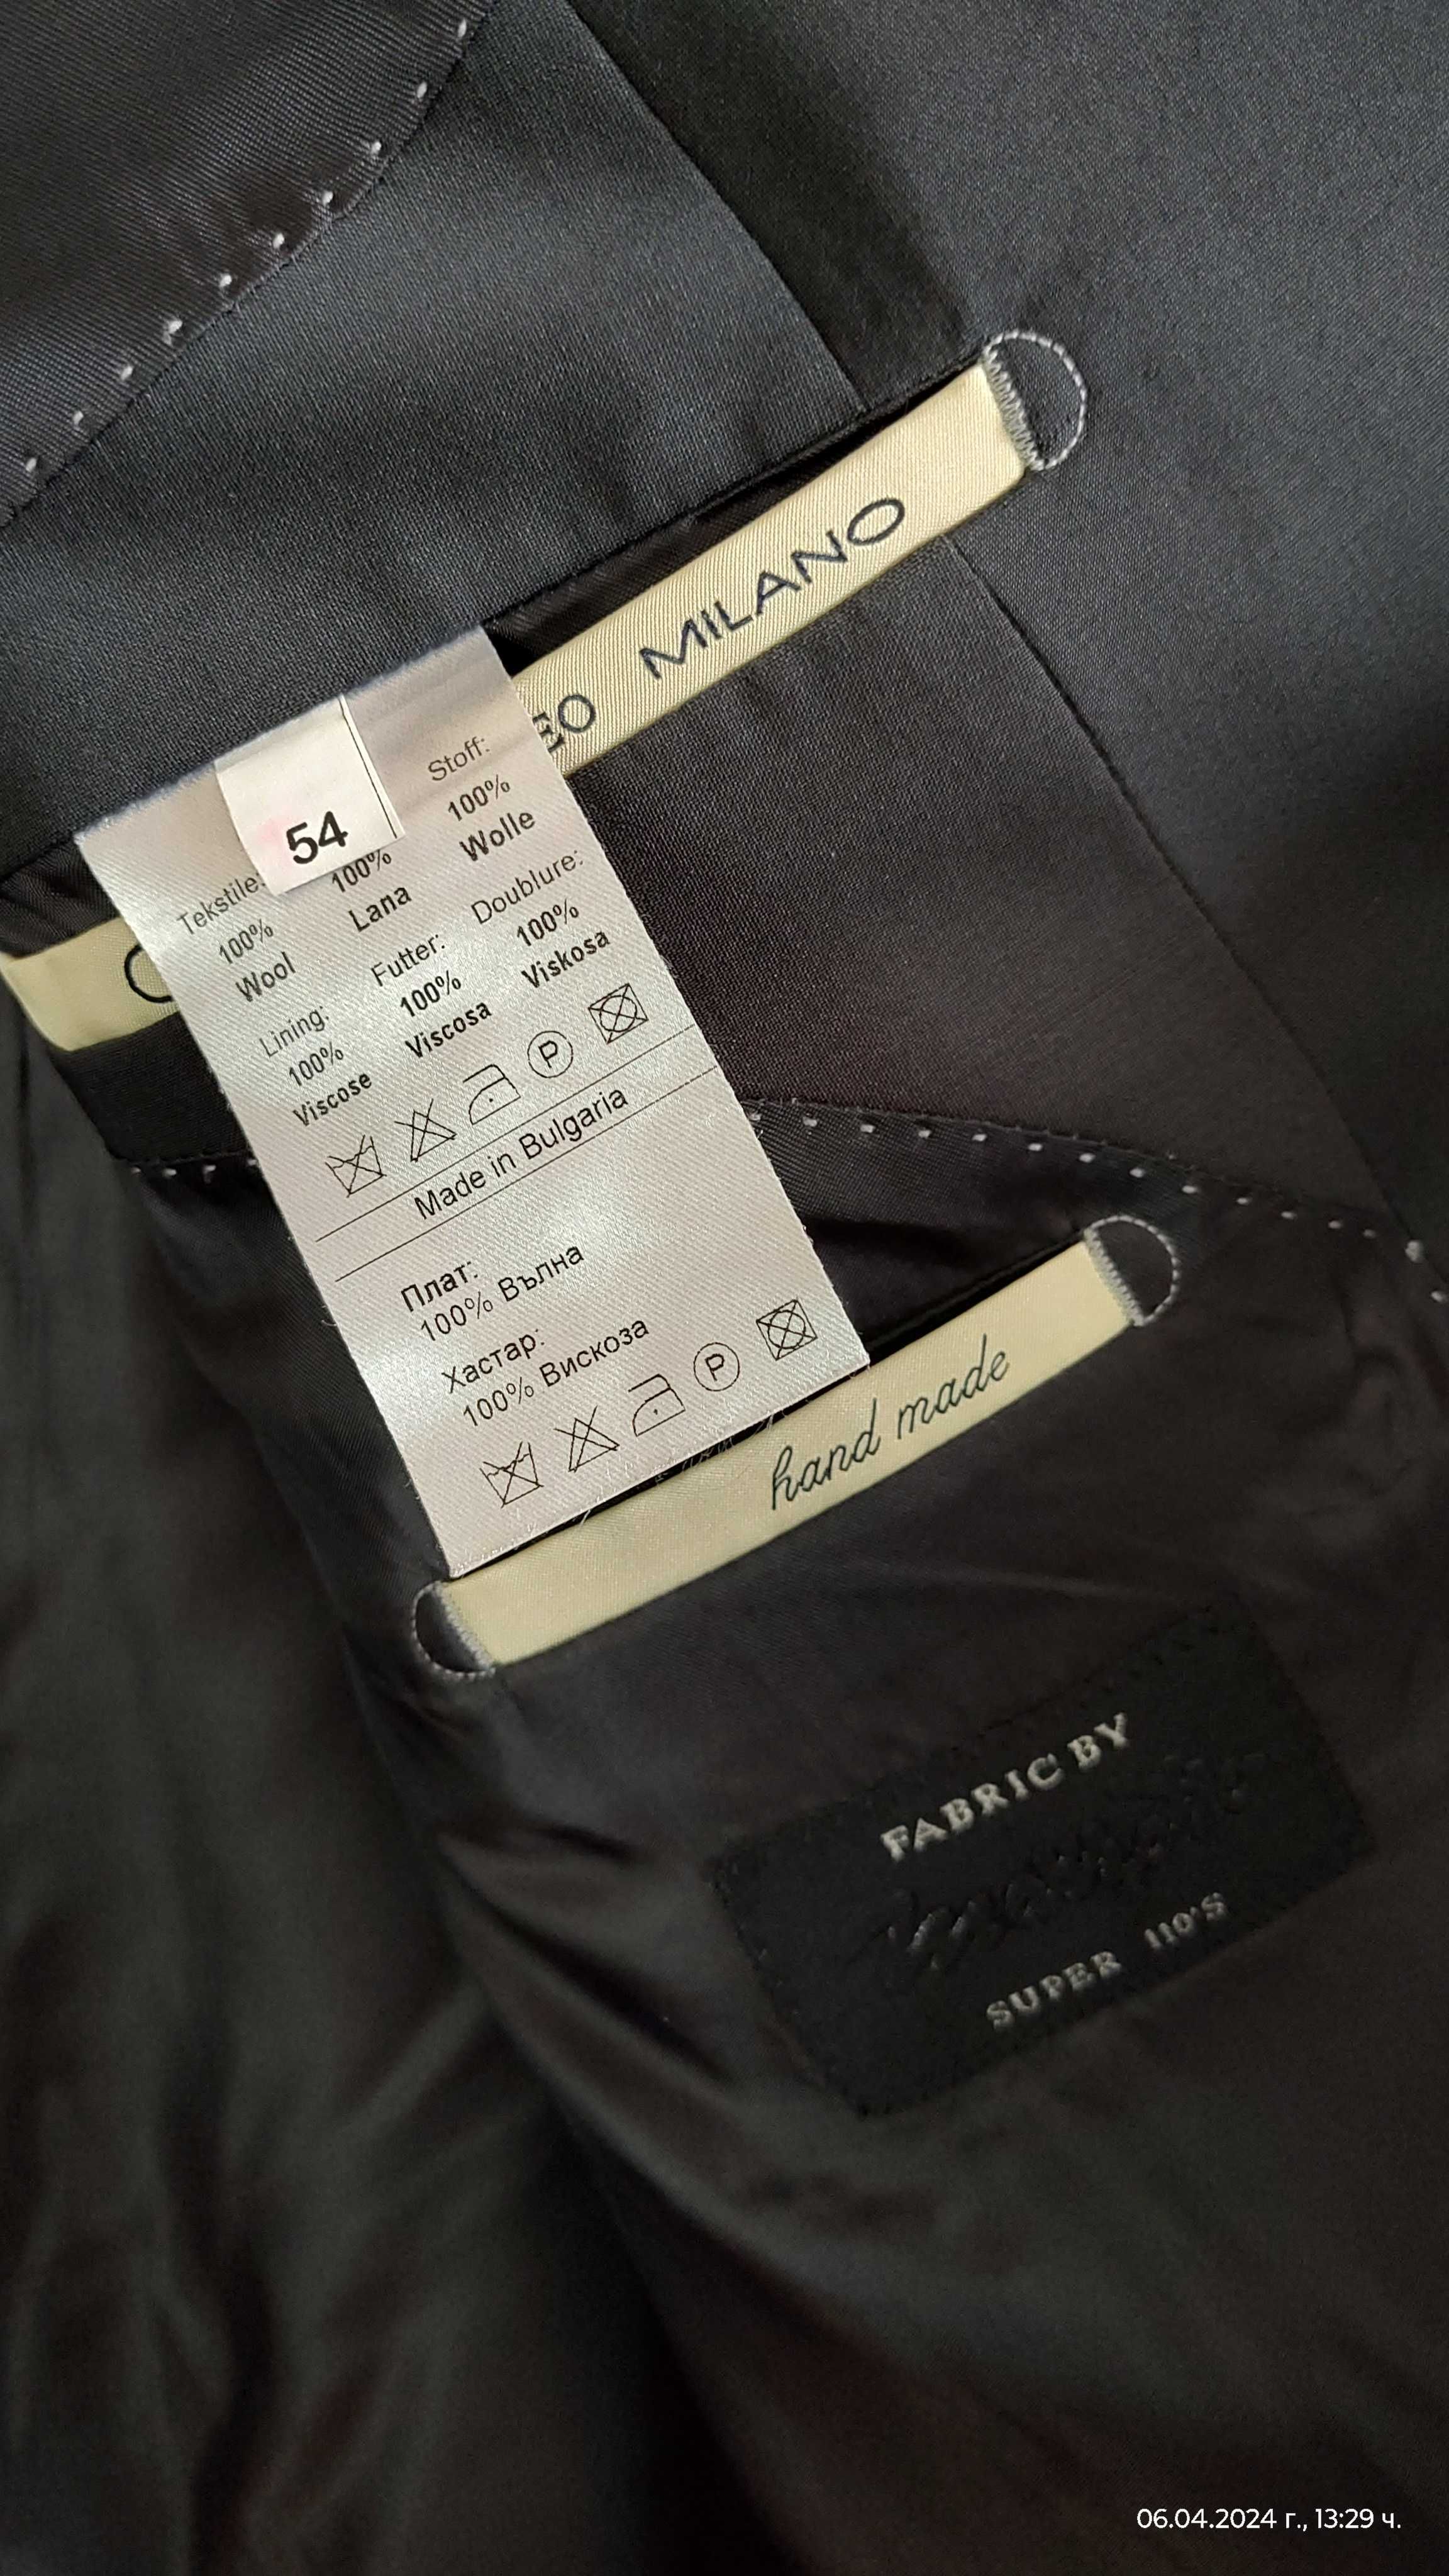 MILANO
EO
54
Tekstile:
100%
Wool
100%
Lana
Stoff:
100%
Wolle
Lining:
100%
Viscose
Futter:
100%
Viscosa
Doublure:
100%
Viskosa
P
Made in Bulgaria
Плат:
100% Вълна
Хастар:
100% Вискоза
P
hand made
FABRIC BY
SUPER 110'S
06.04.2024 г., 13:29 ч.